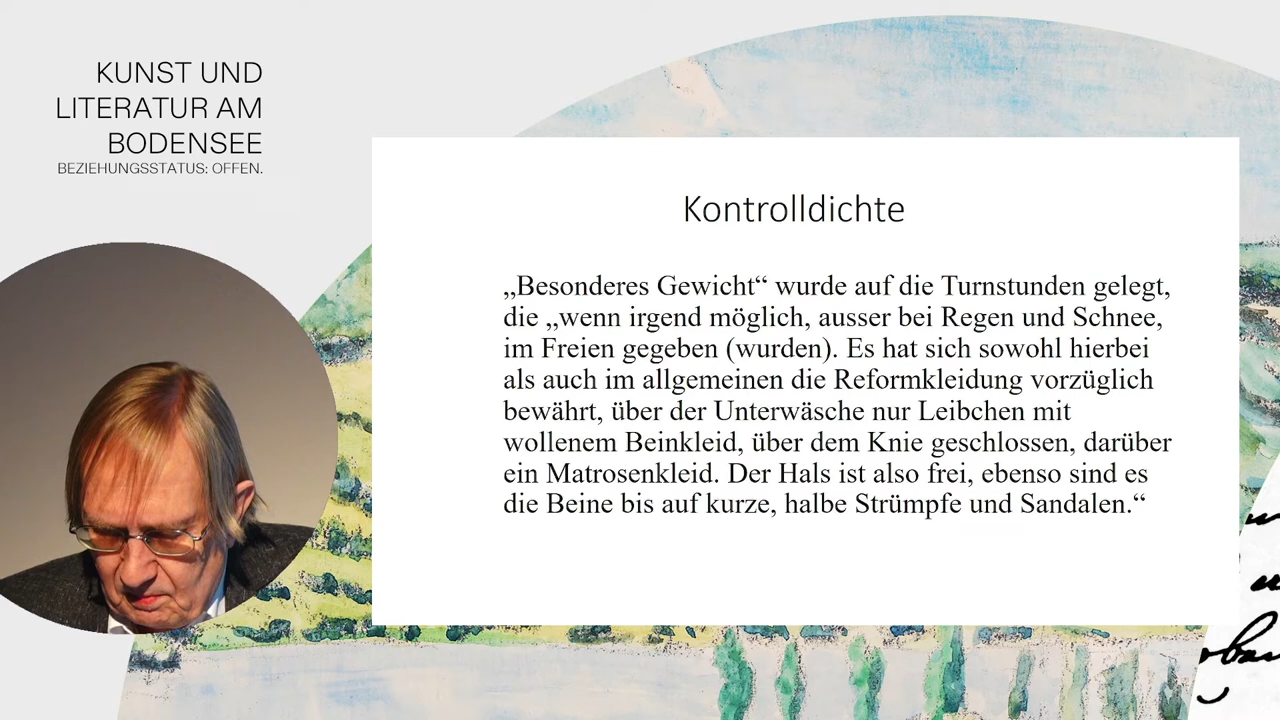 KUNST UND
LITERATUR AM
BODENSEE
BEZIEHUNGSSTATUS: OFFEN.
Kontrolldichte
„Besonderes Gewicht“ wurde auf die Turnstunden gelegt,
die „wenn irgend möglich, ausser bei Regen und Schnee,
im Freien gegeben (wurden). Es hat sich sowohl hierbei
als auch im allgemeinen die Reformkleidung vorzüglich
bewährt, über der Unterwäsche nur Leibchen mit
wollenem Beinkleid, über dem Knie geschlossen, darüber
ein Matrosenkleid. Der Hals ist also frei, ebenso sind es
die Beine bis auf kurze, halbe Strümpfe und Sandalen.“